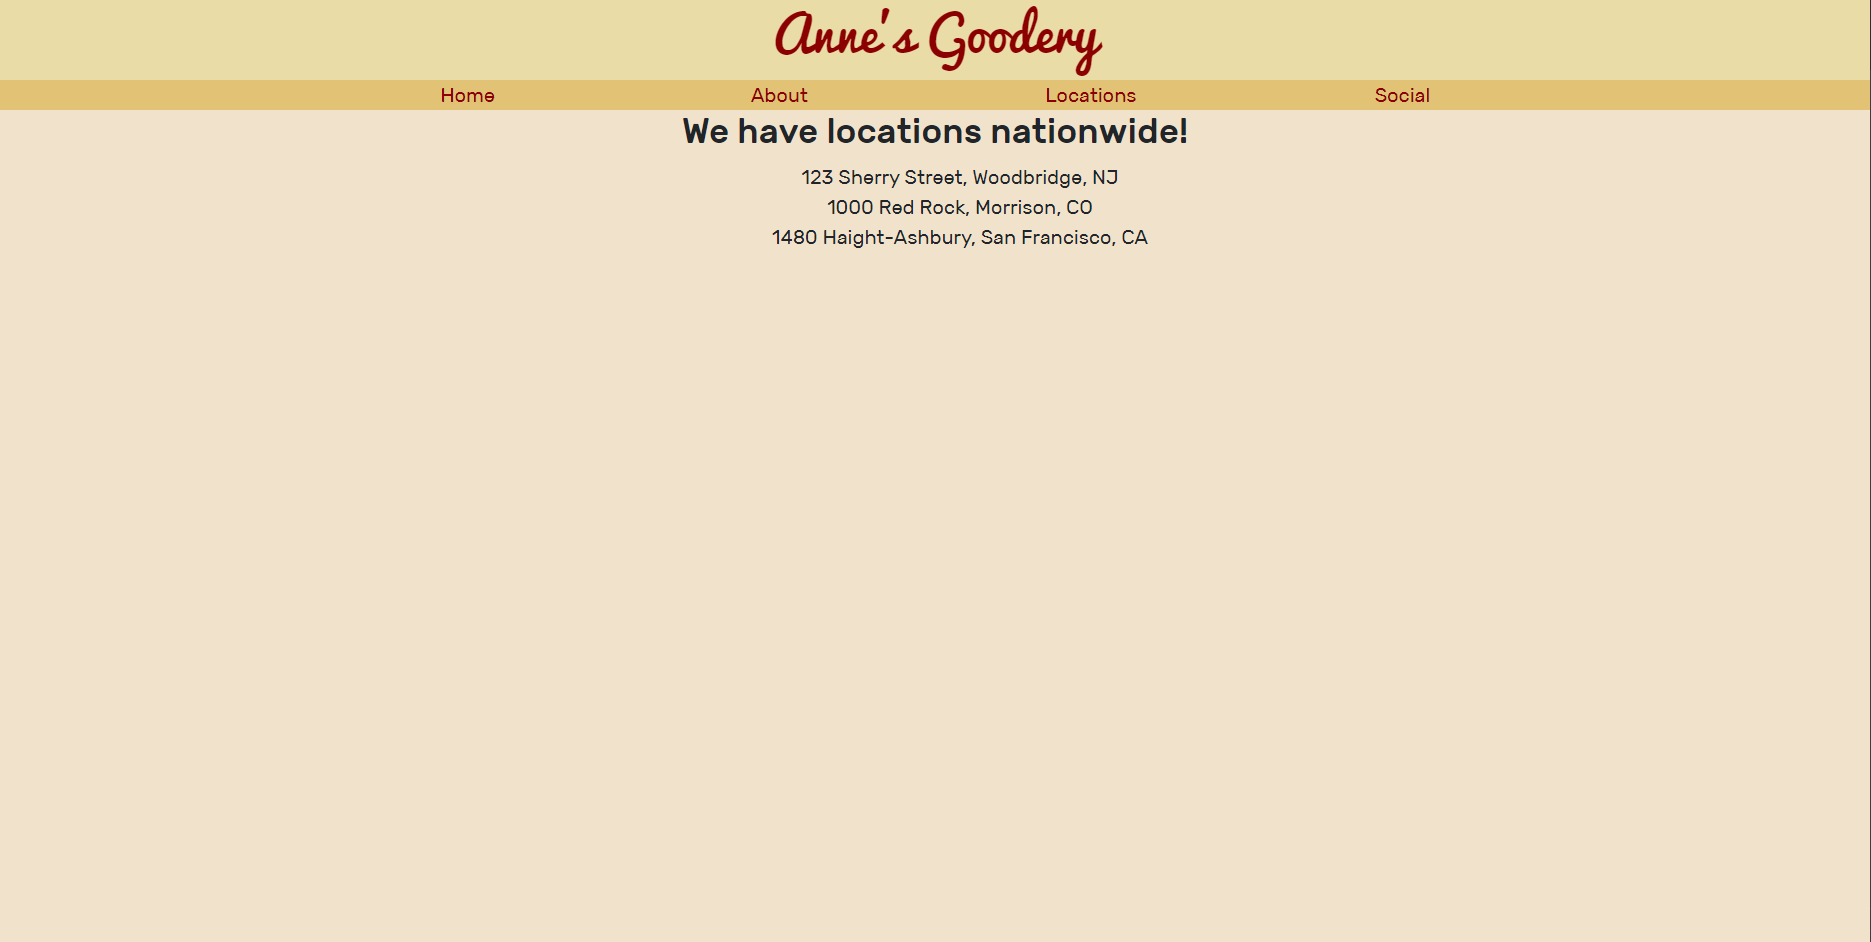 Anne's Goodery
Home About Locations Social
We have locations nationwide!
123 Sherry Street, Woodbridge, NJ
1000 Red Rock, Morrison, CO
1480 Haight-Ashbury, San Francisco, CA